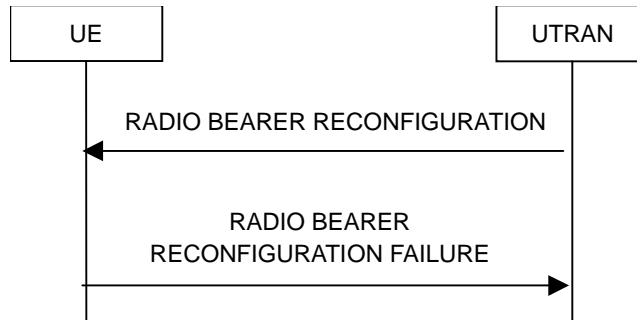 UE
UTRAN
RADIO BEARER RECONFIGURATION
RADIO BEARER
RECONFIGURATION FAILURE